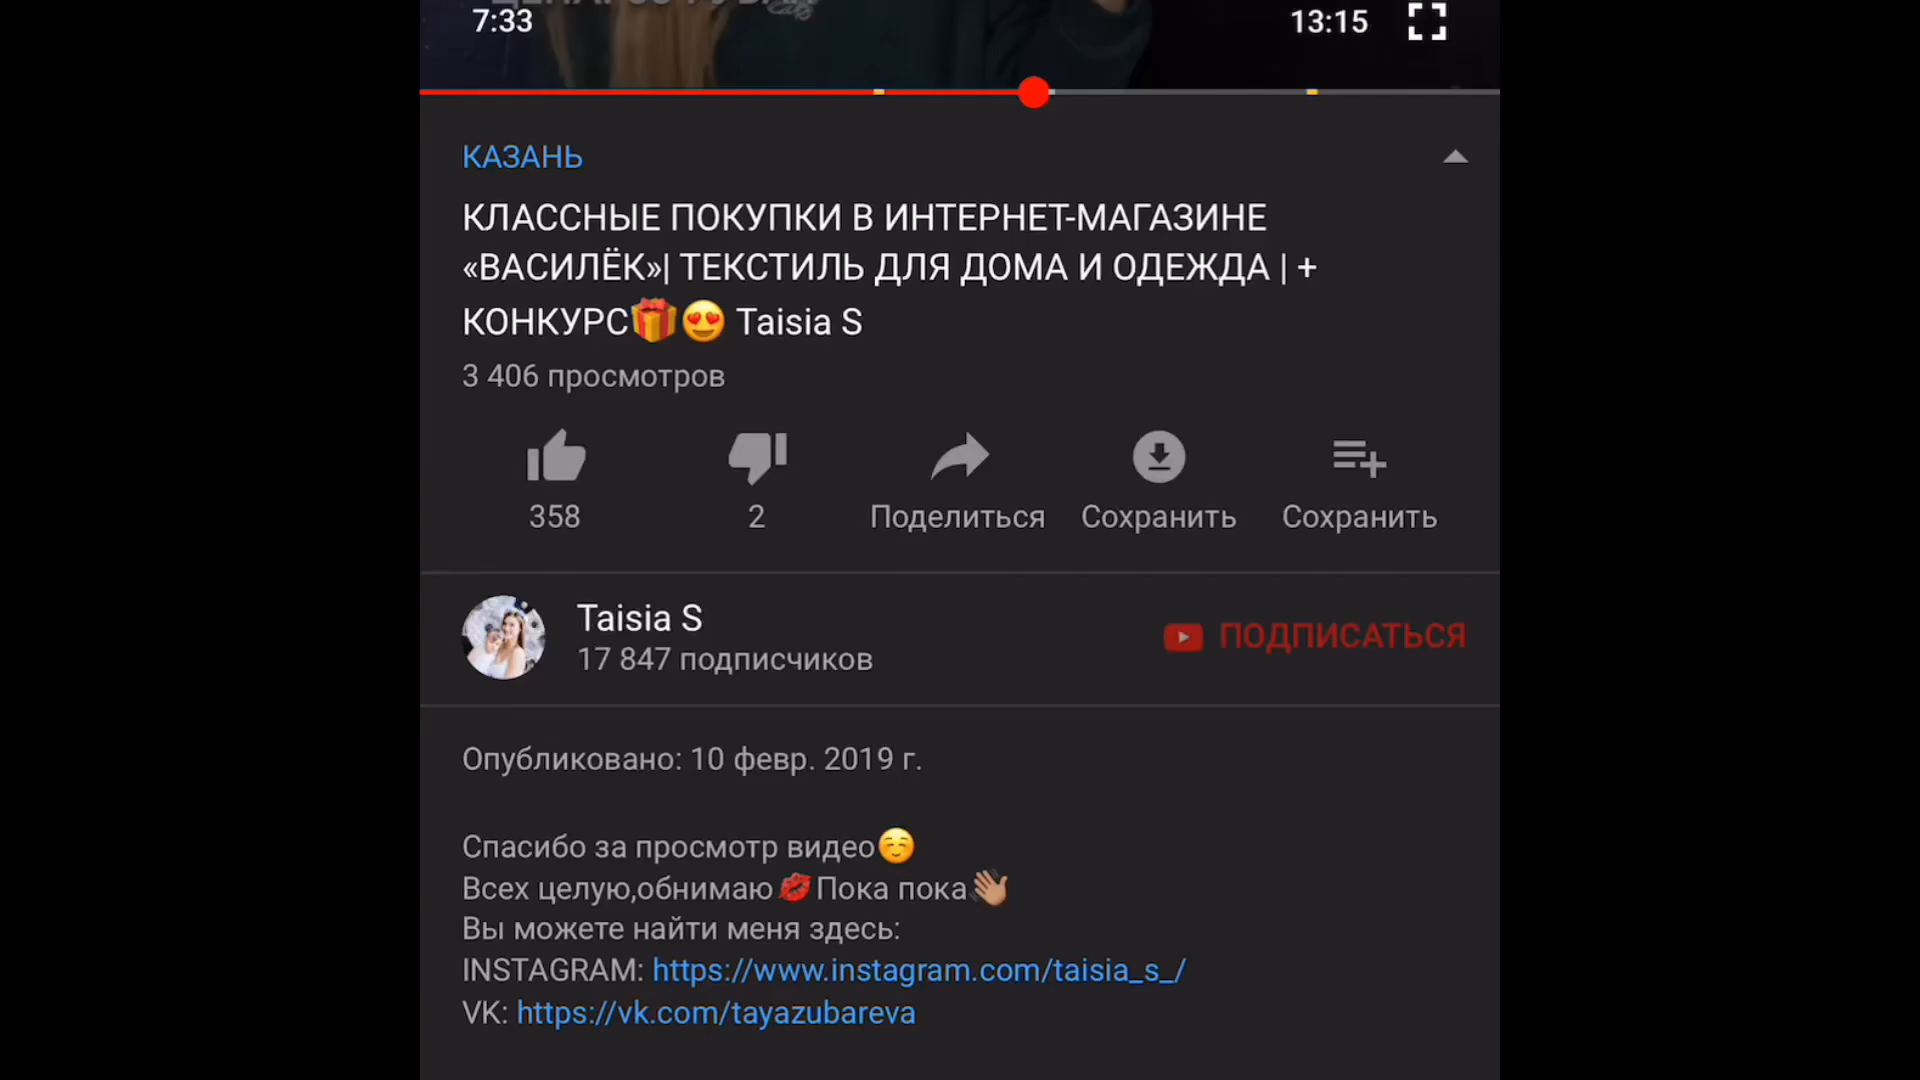 7:33
13:15
КАЗАНЬ
КЛАССНЫЕ ПОКУПКИ В ИНТЕРНЕТ-МАГАЗИНЕ
«ВАСИЛЁК»| ТЕКСТИЛЬ ДЛЯ ДОМА И ОДЕЖДА | +
КОНКУРС🎁😍 Taisia S
3 406 просмотров
358
2
Поделиться
Сохранить
Сохранить
Taisia S
17 847 подписчиков
ПОДПИСАТЬСЯ
Опубликовано: 10 февр. 2019 г.
Спасибо за просмотр видео☺️
Всех целую,обнимаю💋Пока пока👋🏽
Вы можете найти меня здесь:
INSTAGRAM: https://www.instagram.com/taisia_s_/
VK: https://vk.com/tayazubareva